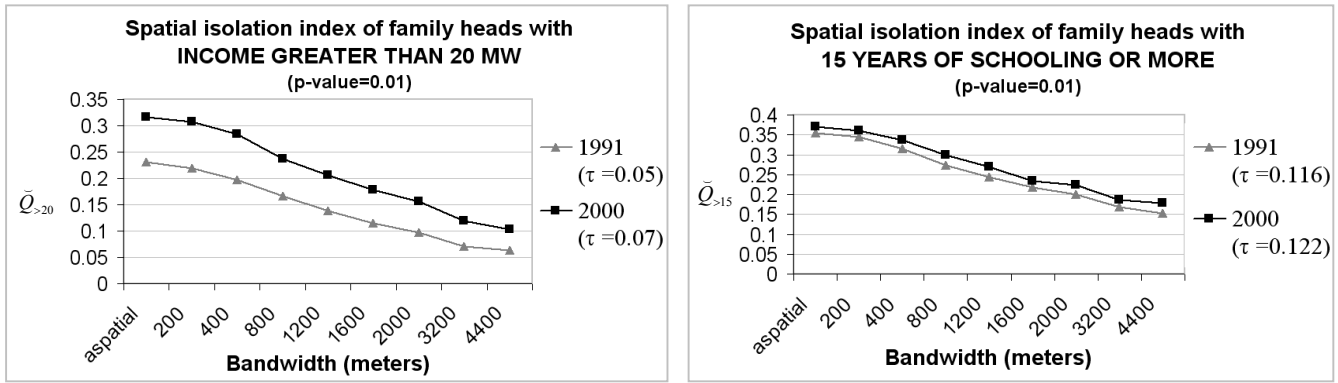 Spatial isolation index of family heads with
INCOME GREATER THAN 20 MW
(p-value=0.01)
0.35
0.3
0.25
0.2
0.15
0.1
0.05
0
Q̆>20
1991
(τ =0.05)
2000
(τ =0.07)
aspatial
200
400
800
1200
1600
2000
3200
4400
Bandwidth (meters)
Spatial isolation index of family heads with
15 YEARS OF SCHOOLING OR MORE
(p-value=0.01)
0.4
0.35
0.3
0.25
0.2
0.15
0.1
0.05
0
Q̆>15
1991
(τ =0.116)
2000
(τ =0.122)
aspatial
200
400
800
1200
1600
2000
3200
4400
Bandwidth (meters)